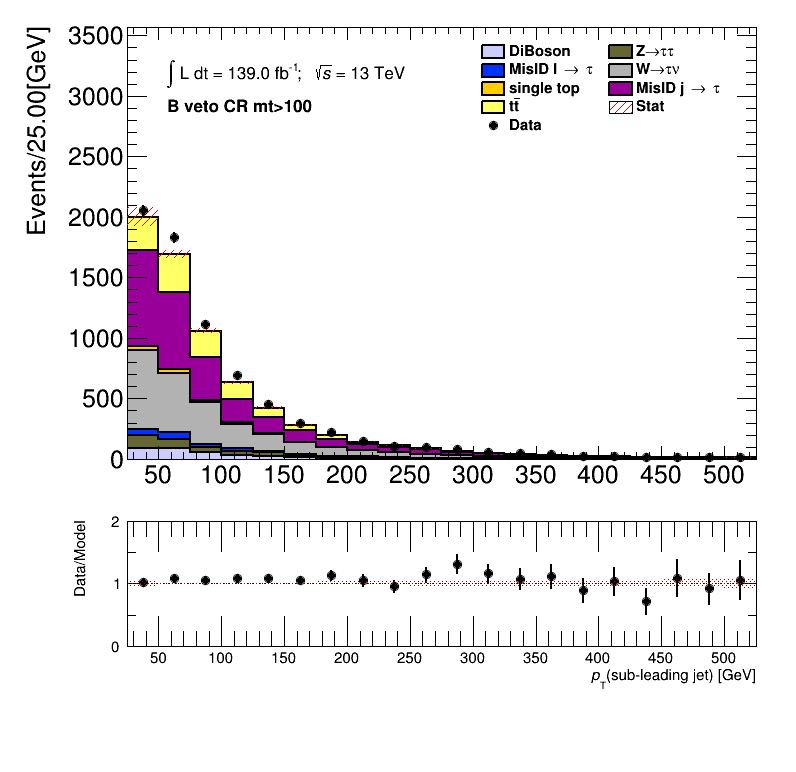 Events/25.00[GeV]
3500
3000
2500
2000
1500
1000
500
0
∫ L dt = 139.0 fb⁻¹; √s = 13 TeV
B veto CR mt>100
DiBoson
MisID l → τ
single top
tt̄
Data
Z→ττ
W→τν
MisID j → τ
Stat
50 100 150 200 250 300 350 400 450 500
Data/Model
2
1
0
50 100 150 200 250 300 350 400 450 500
p_T(sub-leading jet) [GeV]